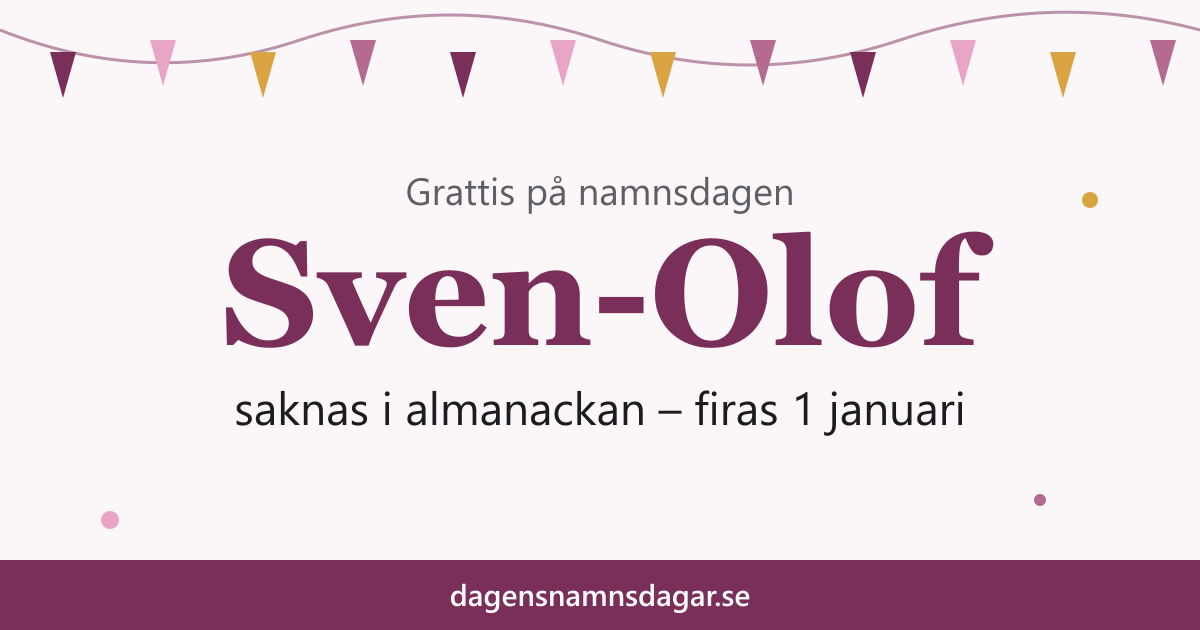 Grattis på namnsdagen
Sven-Olof
saknas i almanackan – firas 1 januari
dagensnamnsdagar.se